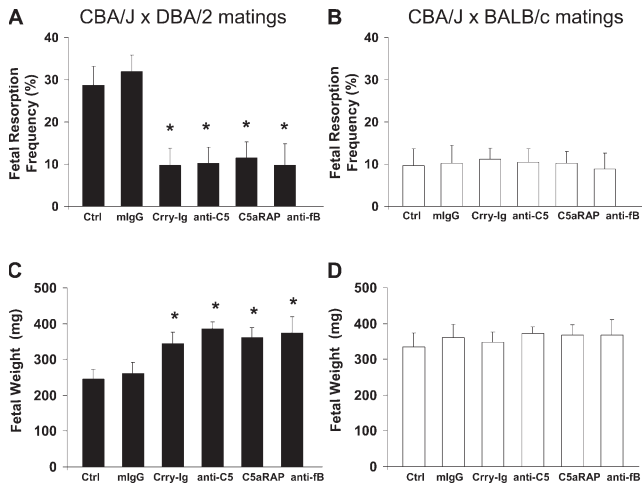 A
CBA/J x DBA/2 matings
Fetal Resorption
Frequency (%)
40
30
20
10
0
* * * *
Ctrl mIgG Crry-Ig anti-C5 C5aRAP anti-fB
B
CBA/J x BALB/c matings
Fetal Resorption
Frequency (%)
40
30
20
10
0
Ctrl mIgG Crry-Ig anti-C5 C5aRAP anti-fB
C
Fetal Weight (mg)
500
400
300
200
100
0
* * * *
Ctrl mIgG Crry-Ig anti-C5 C5aRAP anti-fB
D
Fetal Weight (mg)
500
400
300
200
100
0
Ctrl mIgG Crry-Ig anti-C5 C5aRAP anti-fB